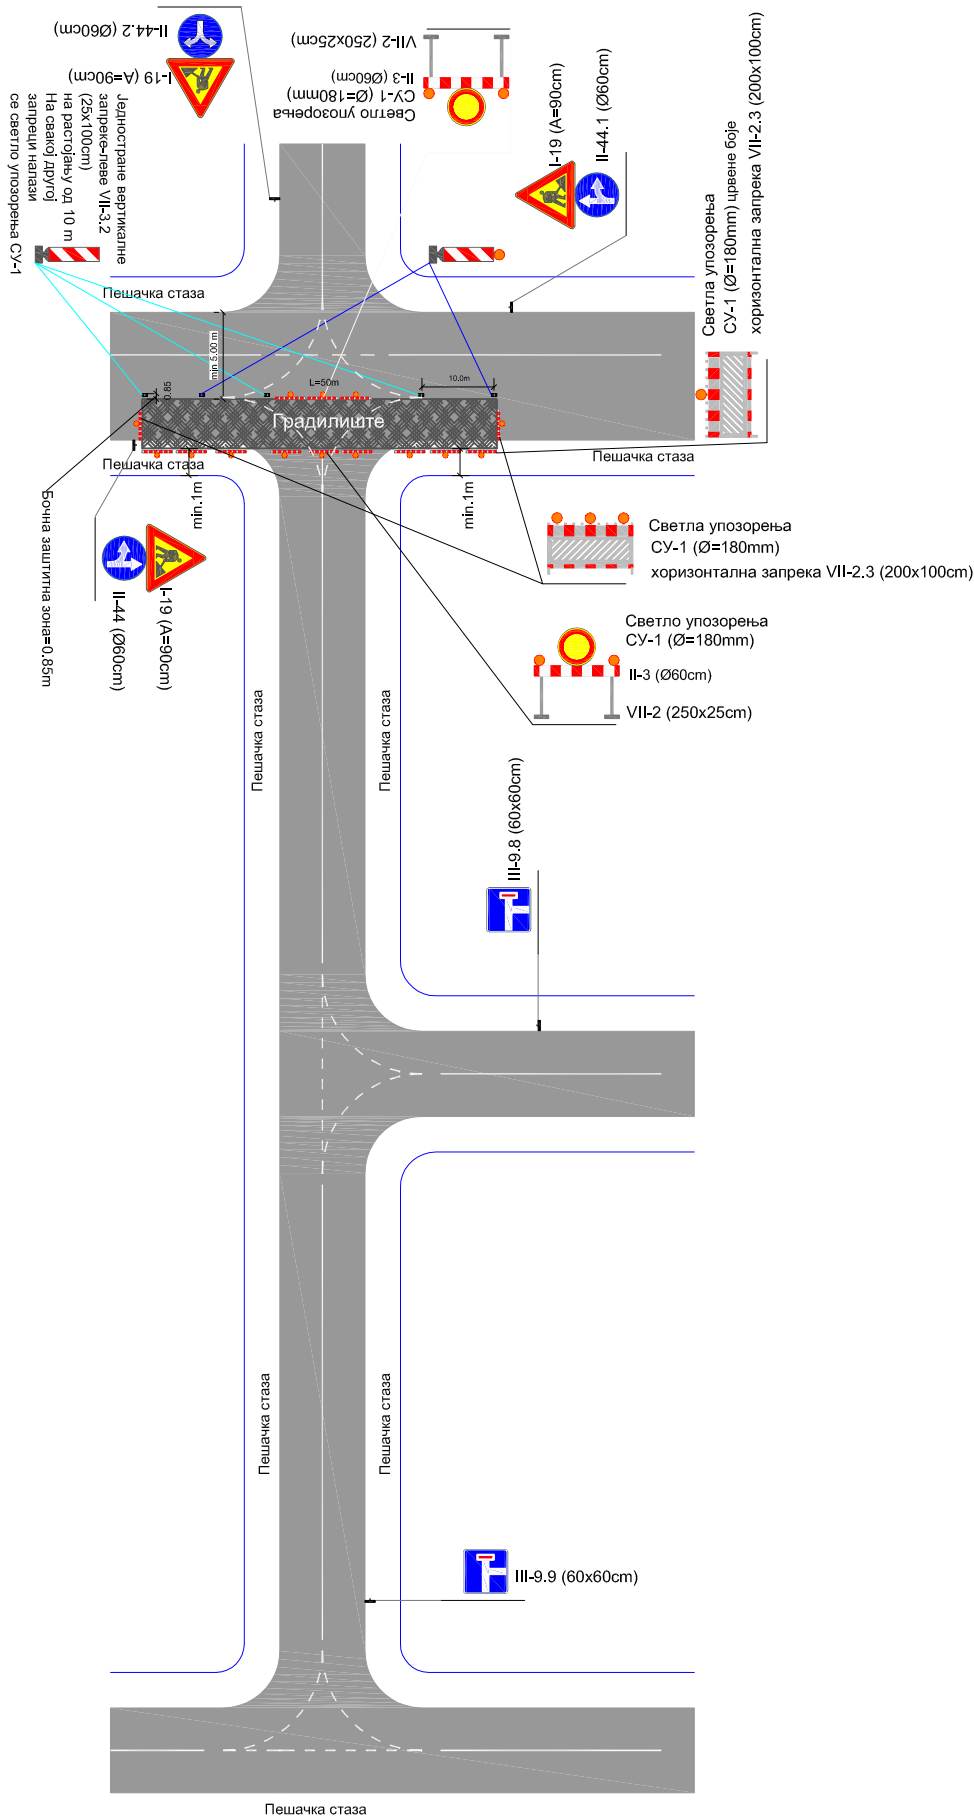 II-44.2 (Ø60cm)
I-19 (A=90cm)
VII-2 (250x25cm)
II-3 (Ø60cm)
СУ-1 (Ø=180mm)
Светло упозорења
I-19 (A=90cm)
II-44.1 (Ø60cm)
Светла упозорења
СУ-1 (Ø=180mm) црвене боје
хоризонтална запрека VII-2.3 (200x100cm)
Једностране вертикалне
запреке-леве VII-3.2
(25x100cm)
на растојању од 10 m
На свакој другој
запреци налази
се светло упозорења СУ-1
Пешачка стаза
min 5.00 m
0.85
L=50m
10.0m
Градилиште
Пешачка стаза
Пешачка стаза
min.1m
min.1m
Бочна заштитна зона=0.85m
II-44 (Ø60cm)
I-19 (A=90cm)
Светла упозорења
СУ-1 (Ø=180mm)
хоризонтална запрека VII-2.3 (200x100cm)
Светло упозорења
СУ-1 (Ø=180mm)
II-3 (Ø60cm)
VII-2 (250x25cm)
Пешачка стаза
Пешачка стаза
III-9.8 (60x60cm)
Пешачка стаза
Пешачка стаза
III-9.9 (60x60cm)
Пешачка стаза